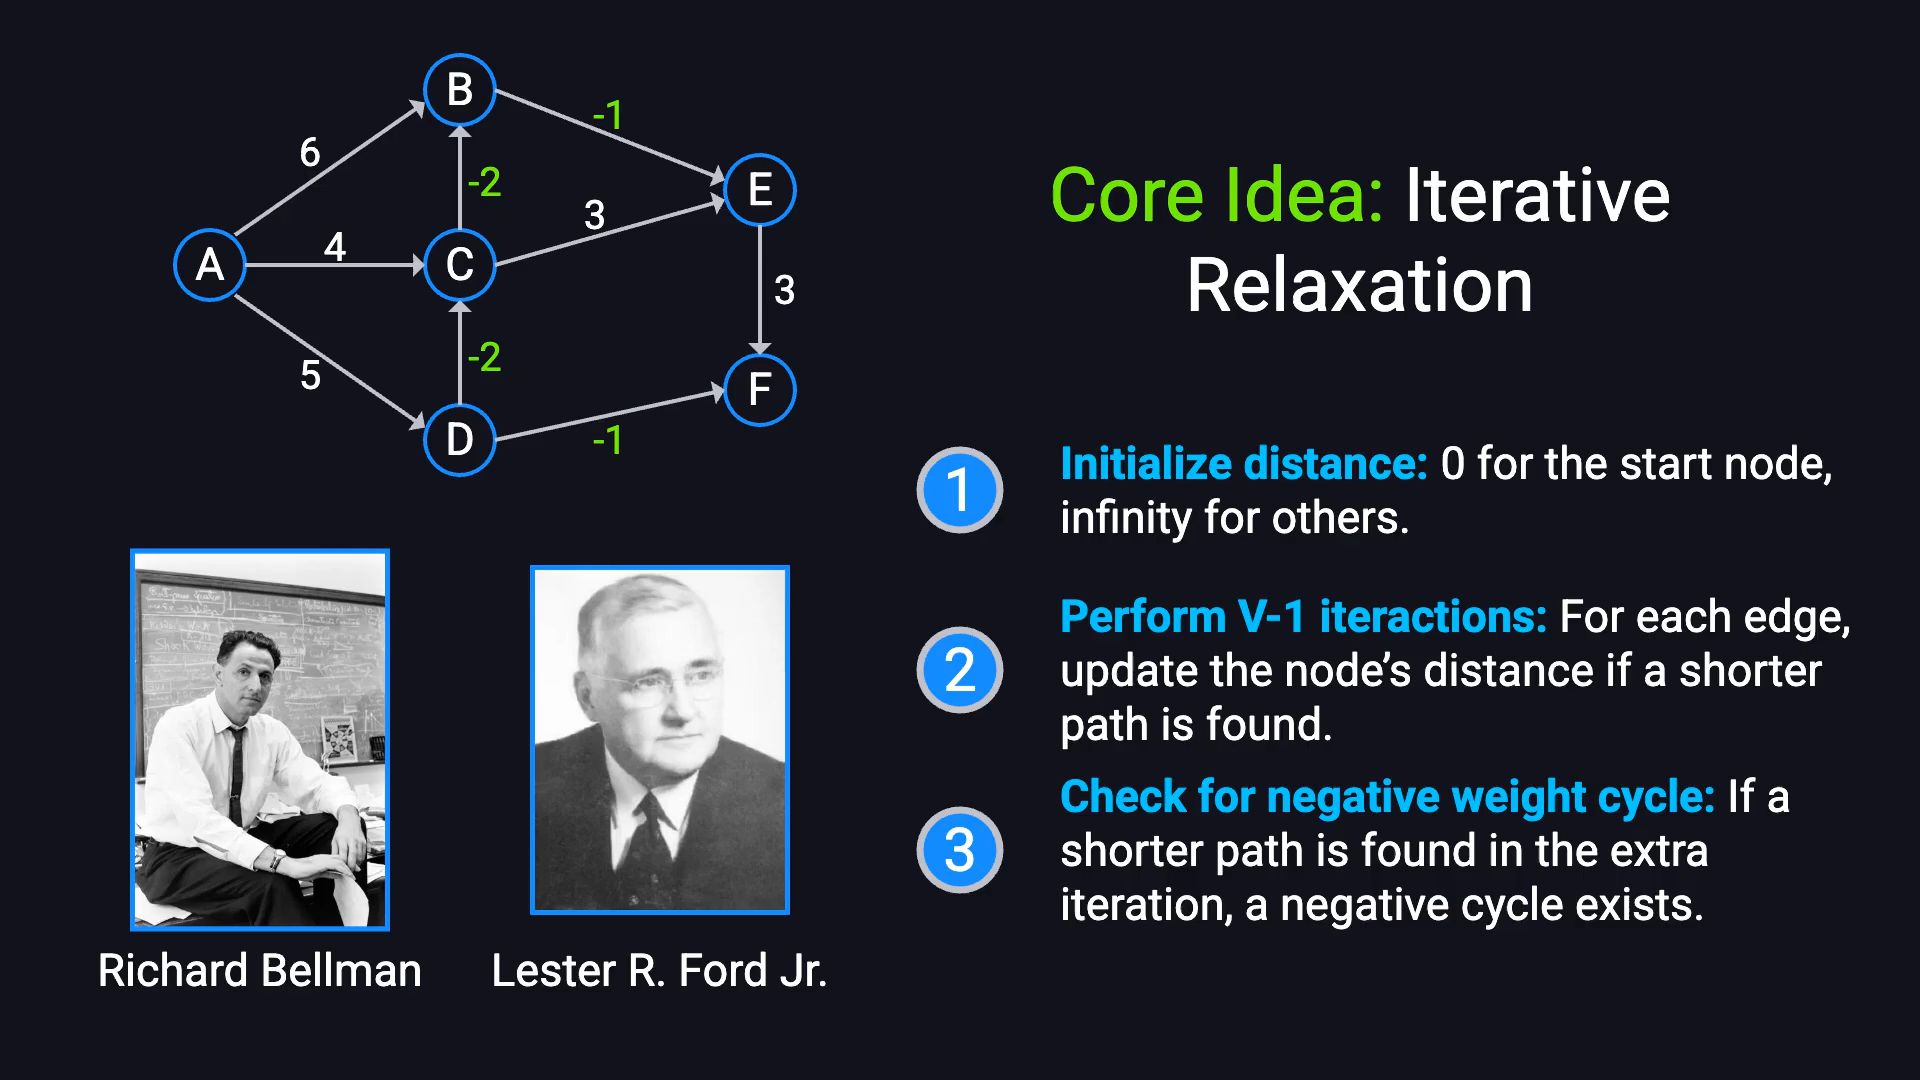 B
-1
6
-2
E
3
A
4
C
3
5
-2
F
D
-1
Core Idea: Iterative
Relaxation
1
Initialize distance: 0 for the start node,
infinity for others.
2
Perform V-1 iteractions: For each edge,
update the node’s distance if a shorter
path is found.
3
Check for negative weight cycle: If a
shorter path is found in the extra
iteration, a negative cycle exists.
Richard Bellman
Lester R. Ford Jr.